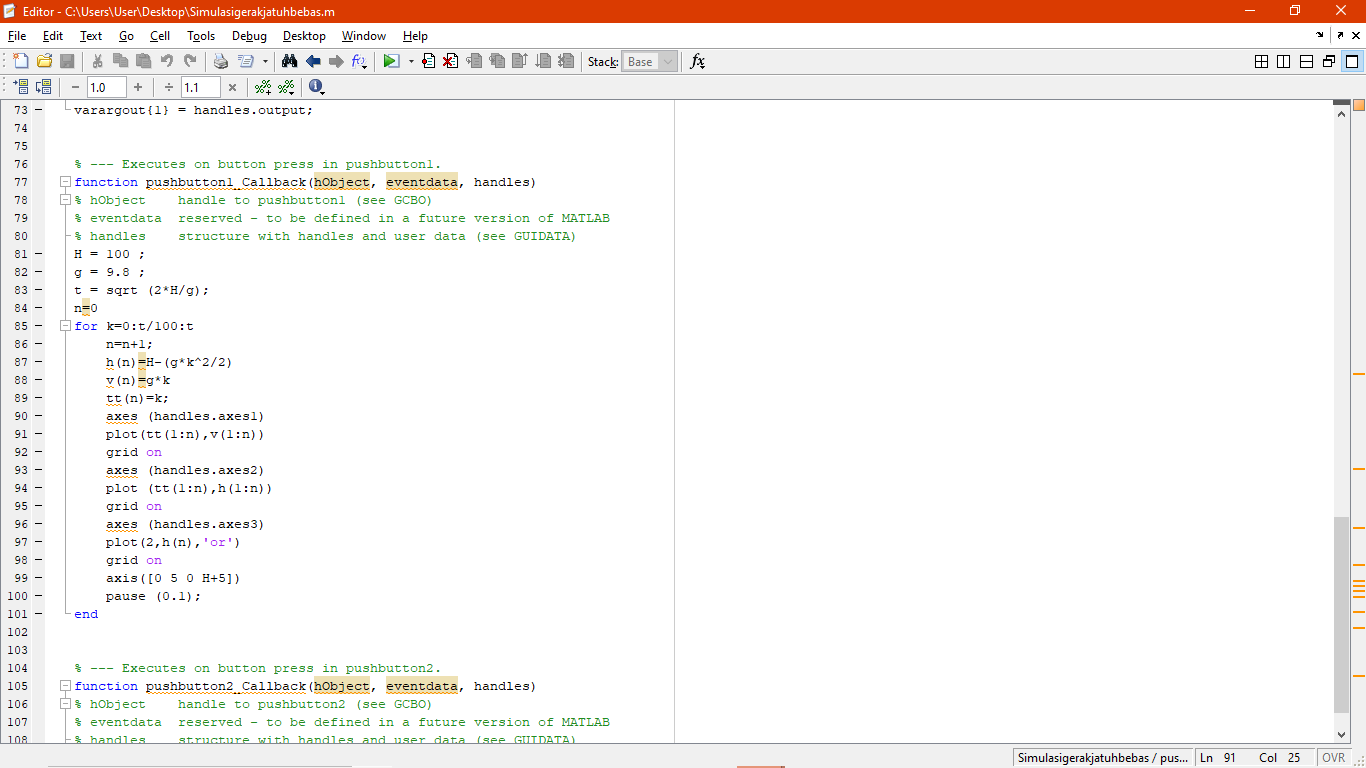 Editor - C:\Users\User\Desktop\Simulasigerakjatuhbebas.m
File Edit Text Go Cell Tools Debug Desktop Window Help
Stack: Base fx
- 1.0 + ÷ 1.1 ×
73 - varargout{1} = handles.output;
74
75
76 % --- Executes on button press in pushbutton1.
77 function pushbutton1_Callback(hObject, eventdata, handles)
78 % hObject    handle to pushbutton1 (see GCBO)
79 % eventdata  reserved - to be defined in a future version of MATLAB
80 % handles    structure with handles and user data (see GUIDATA)
81 - H = 100 ;
82 - g = 9.8 ;
83 - t = sqrt (2*H/g);
84 - n=0
85 - for k=0:t/100:t
86 -     n=n+1;
87 -     h(n)=H-(g*k^2/2)
88 -     v(n)=g*k
89 -     tt(n)=k;
90 -     axes (handles.axes1)
91 -     plot(tt(1:n),v(1:n))
92 -     grid on
93 -     axes (handles.axes2)
94 -     plot (tt(1:n),h(1:n))
95 -     grid on
96 -     axes (handles.axes3)
97 -     plot(2,h(n),'or')
98 -     grid on
99 -     axis([0 5 0 H+5])
100 -     pause (0.1);
101 - end
102
103
104 % --- Executes on button press in pushbutton2.
105 function pushbutton2_Callback(hObject, eventdata, handles)
106 % hObject    handle to pushbutton2 (see GCBO)
107 % eventdata  reserved - to be defined in a future version of MATLAB
108 % handles    structure with handles and user data (see GUIDATA)
Simulasigerakjatuhbebas / pus... Ln 91 Col 25 OVR